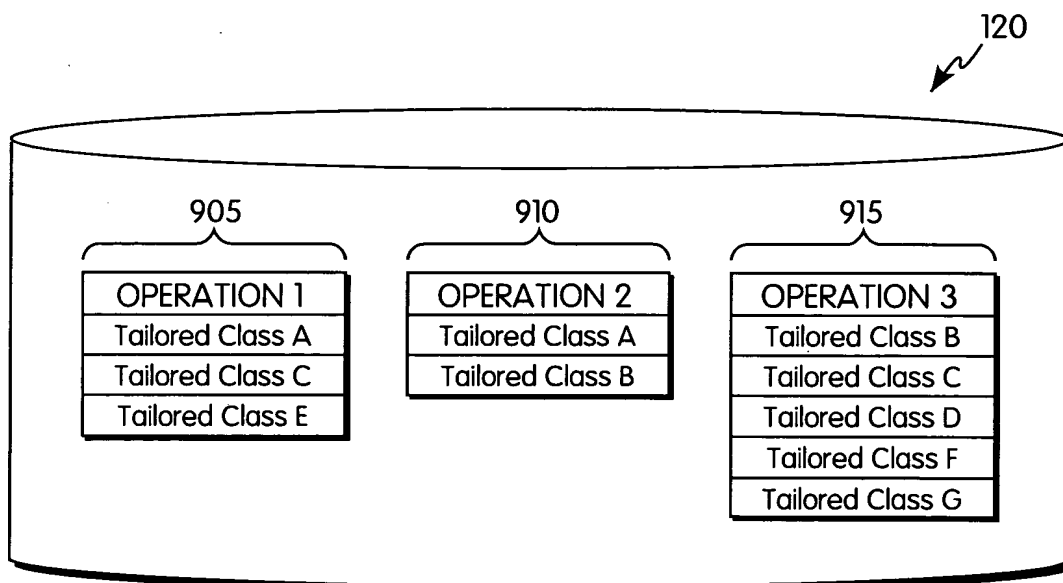 120
905
910
915
OPERATION 1
Tailored Class A
Tailored Class C
Tailored Class E
OPERATION 2
Tailored Class A
Tailored Class B
OPERATION 3
Tailored Class B
Tailored Class C
Tailored Class D
Tailored Class F
Tailored Class G